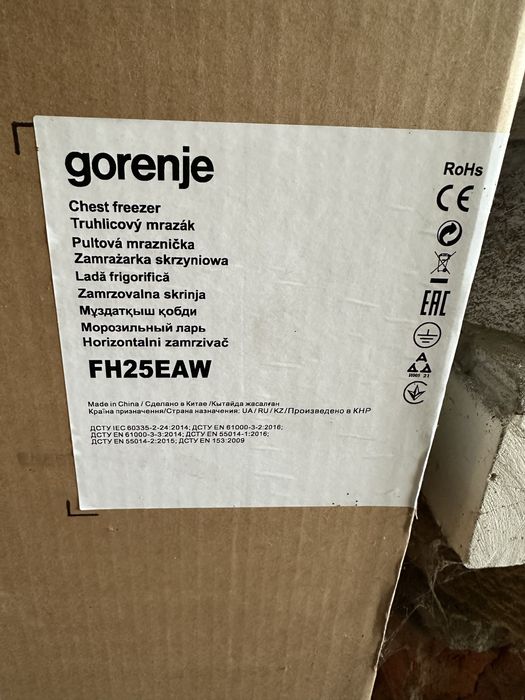 gorenje
RoHs
CE
Chest freezer
Truhlicový mrazák
Pultová mraznička
Zamrażarka skrzyniowa
Ladă frigorifică
Zamrzovalna skrinja
Мұздатқыш қобди
Морозильный ларь
Horizontalni zamrzivač
FH25EAW
EAC
Made in China / Сделано в Китае /Кытайда жасалған
Країна призначення/Страна назначения: UA / RU / KZ/Произведено в КНР
ДСТУ IEC 60335-2-24:2014; ДСТУ EN 61000-3-2:2016;
ДСТУ EN 61000-3-3:2014; ДСТУ EN 55014-1:2016;
ДСТУ EN 55014-2:2015; ДСТУ EN 153:2009